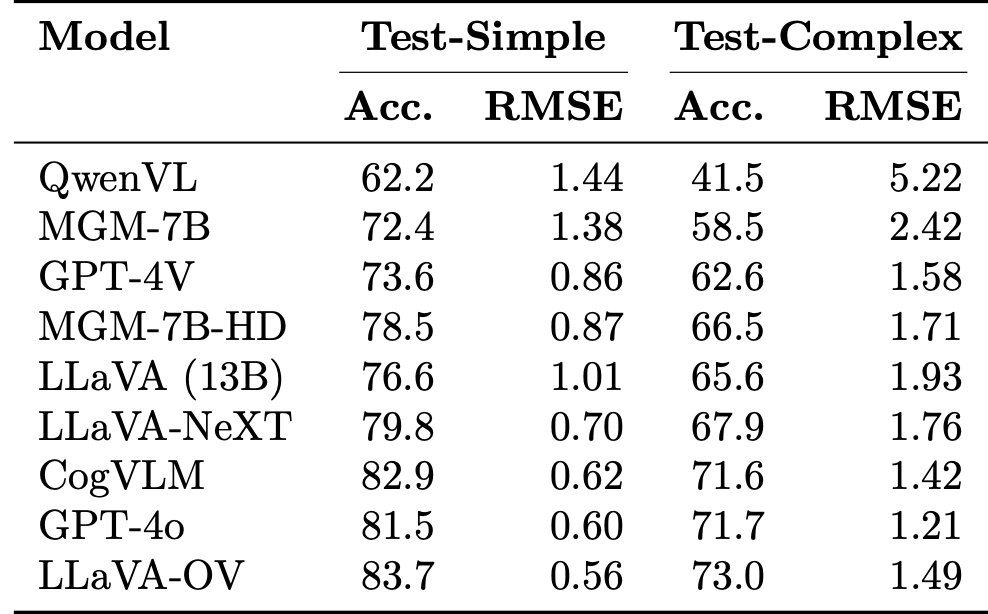 Model Test-Simple Test-Complex
Acc. RMSE Acc. RMSE
QwenVL 62.2 1.44 41.5 5.22
MGM-7B 72.4 1.38 58.5 2.42
GPT-4V 73.6 0.86 62.6 1.58
MGM-7B-HD 78.5 0.87 66.5 1.71
LLaVA (13B) 76.6 1.01 65.6 1.93
LLaVA-NeXT 79.8 0.70 67.9 1.76
CogVLM 82.9 0.62 71.6 1.42
GPT-4o 81.5 0.60 71.7 1.21
LLaVA-OV 83.7 0.56 73.0 1.49